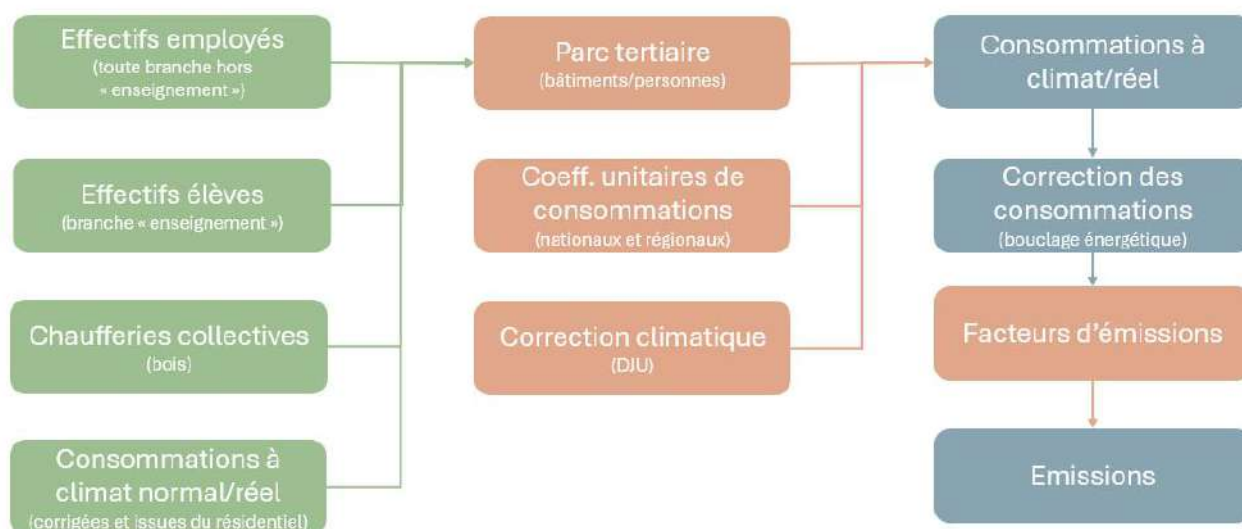 Effectifs employés
(toute branche hors
« enseignement »)
Effectifs élèves
(branche « enseignement »)
Chaufferies collectives
(bois)
Consommations à
climat normal/réel
(corrigées et issues du résidentiel)
Parc tertiaire
(bâtiments/personnes)
Coeff. unitaires de
consommations
(nationaux et régionaux)
Correction climatique
(DJU)
Consommations à
climat/réel
Correction des
consommations
(bouclage énergétique)
Facteurs d'émissions
Emissions